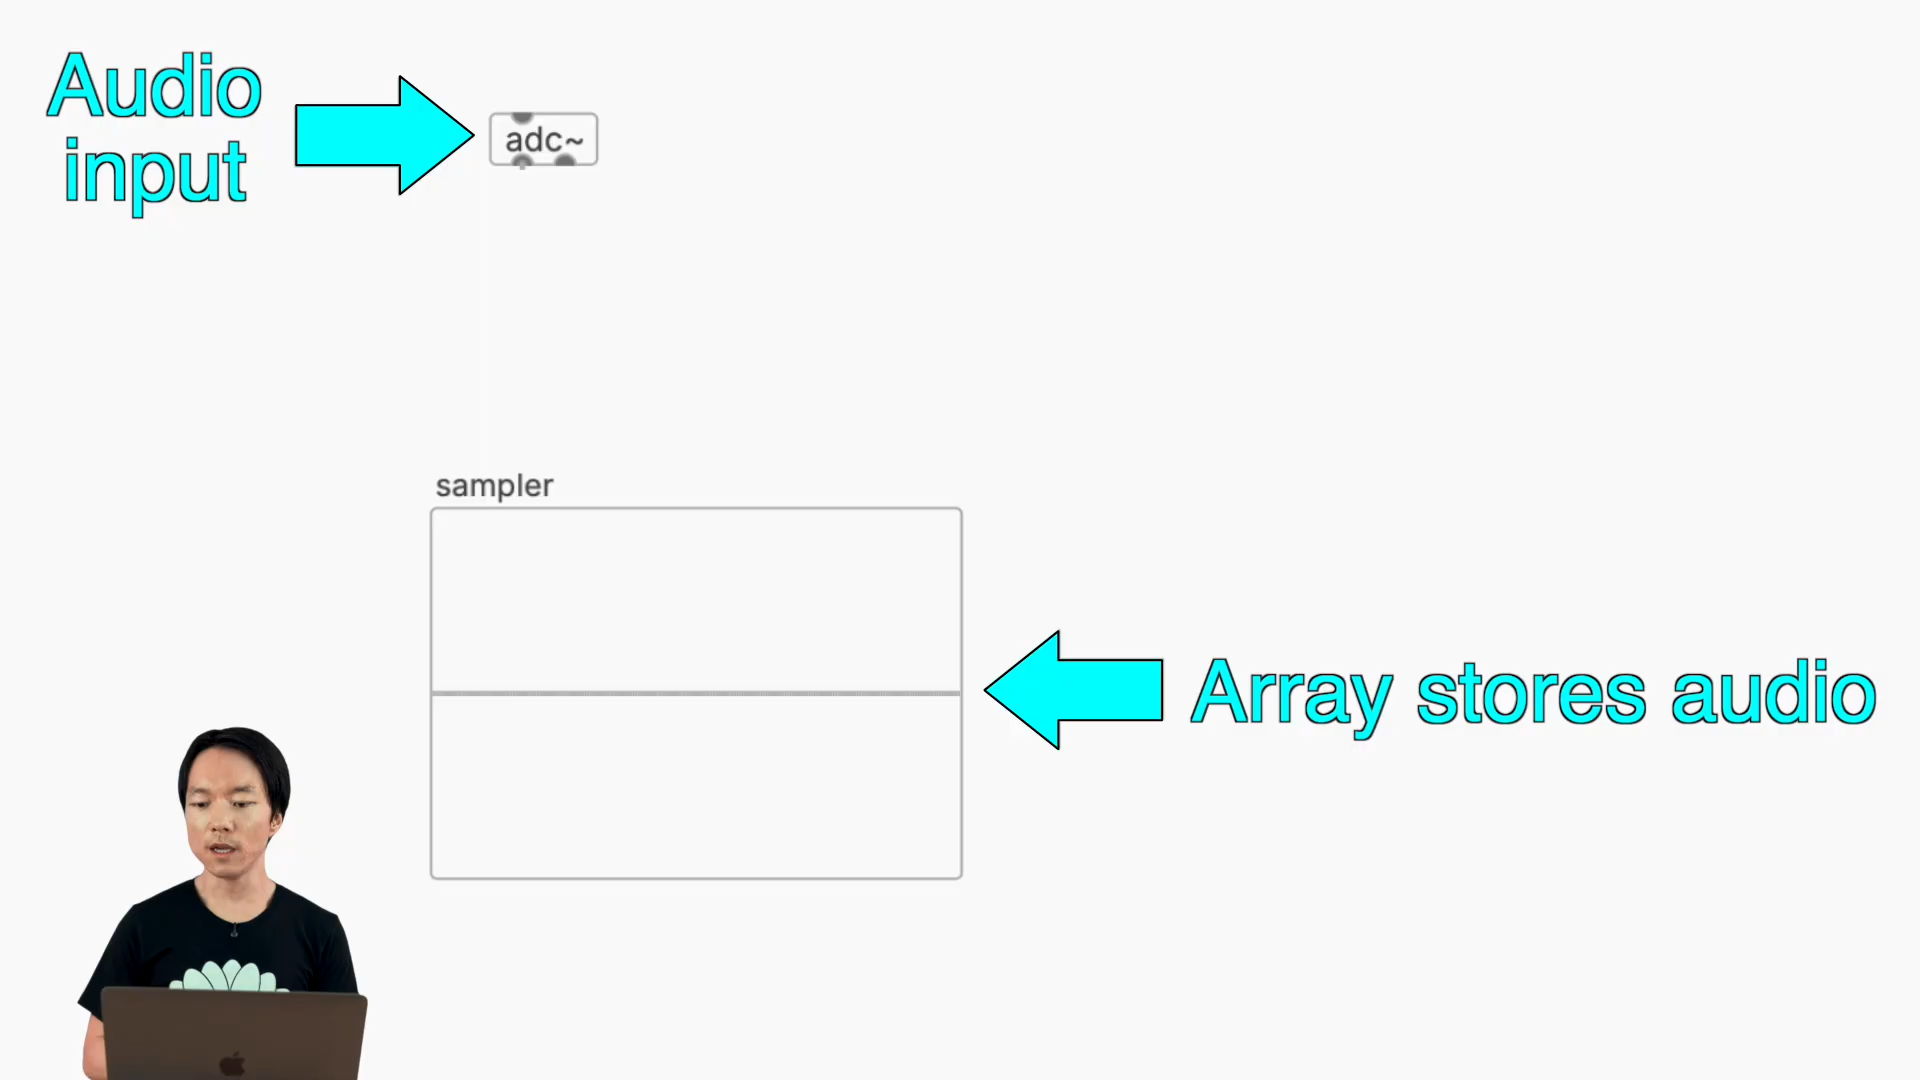 Audio
input
adc~
sampler
Array stores audio